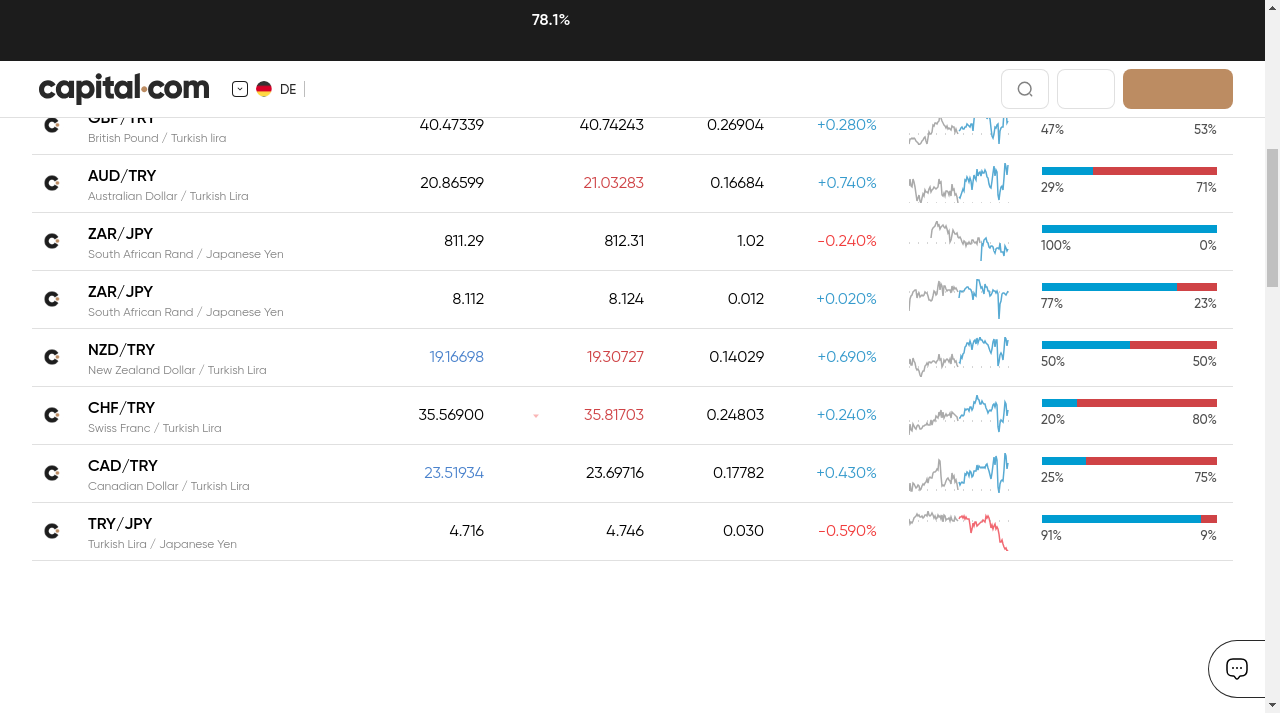 78.1%
capital.com
DE
GBP/TRY
British Pound / Turkish lira
40.47339
40.74243
0.26904
+0.280%
47%
53%
AUD/TRY
Australian Dollar / Turkish Lira
20.86599
21.03283
0.16684
+0.740%
29%
71%
ZAR/JPY
South African Rand / Japanese Yen
811.29
812.31
1.02
-0.240%
100%
0%
ZAR/JPY
South African Rand / Japanese Yen
8.112
8.124
0.012
+0.020%
77%
23%
NZD/TRY
New Zealand Dollar / Turkish Lira
19.16698
19.30727
0.14029
+0.690%
50%
50%
CHF/TRY
Swiss Franc / Turkish Lira
35.56900
35.81703
0.24803
+0.240%
20%
80%
CAD/TRY
Canadian Dollar / Turkish Lira
23.51934
23.69716
0.17782
+0.430%
25%
75%
TRY/JPY
Turkish Lira / Japanese Yen
4.716
4.746
0.030
-0.590%
91%
9%